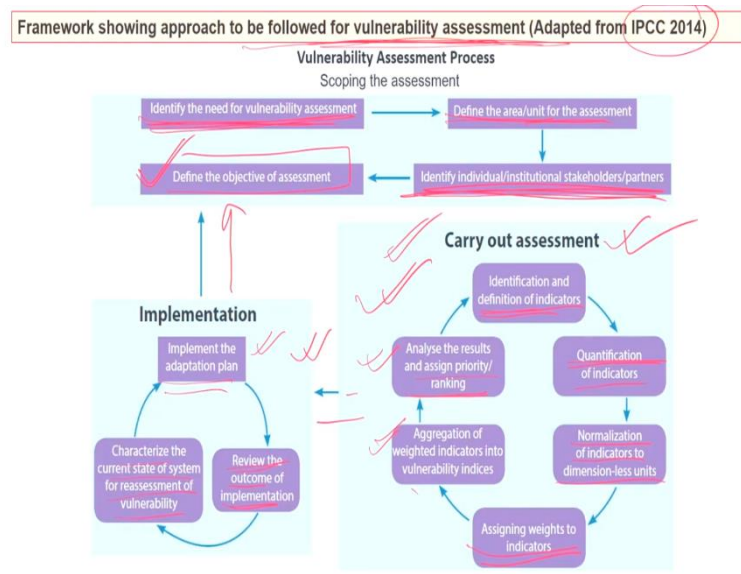 Framework showing approach to be followed for vulnerability assessment (Adapted from IPCC 2014)
Vulnerability Assessment Process
Scoping the assessment
Identify the need for vulnerability assessment
Define the area/unit for the assessment
Define the objective of assessment
Identify individual/institutional stakeholders/partners
Carry out assessment
Identification and
definition of indicators
Quantification
of indicators
Normalization
of indicators to
dimension-less units
Assigning weights to
indicators
Aggregation of
weighted indicators into
vulnerability indices
Analyse the results
and assign priority/
ranking
Implementation
Implement the
adaptation plan
Review the
outcome of
implementation
Characterize the
current state of system
for reassessment of
vulnerability